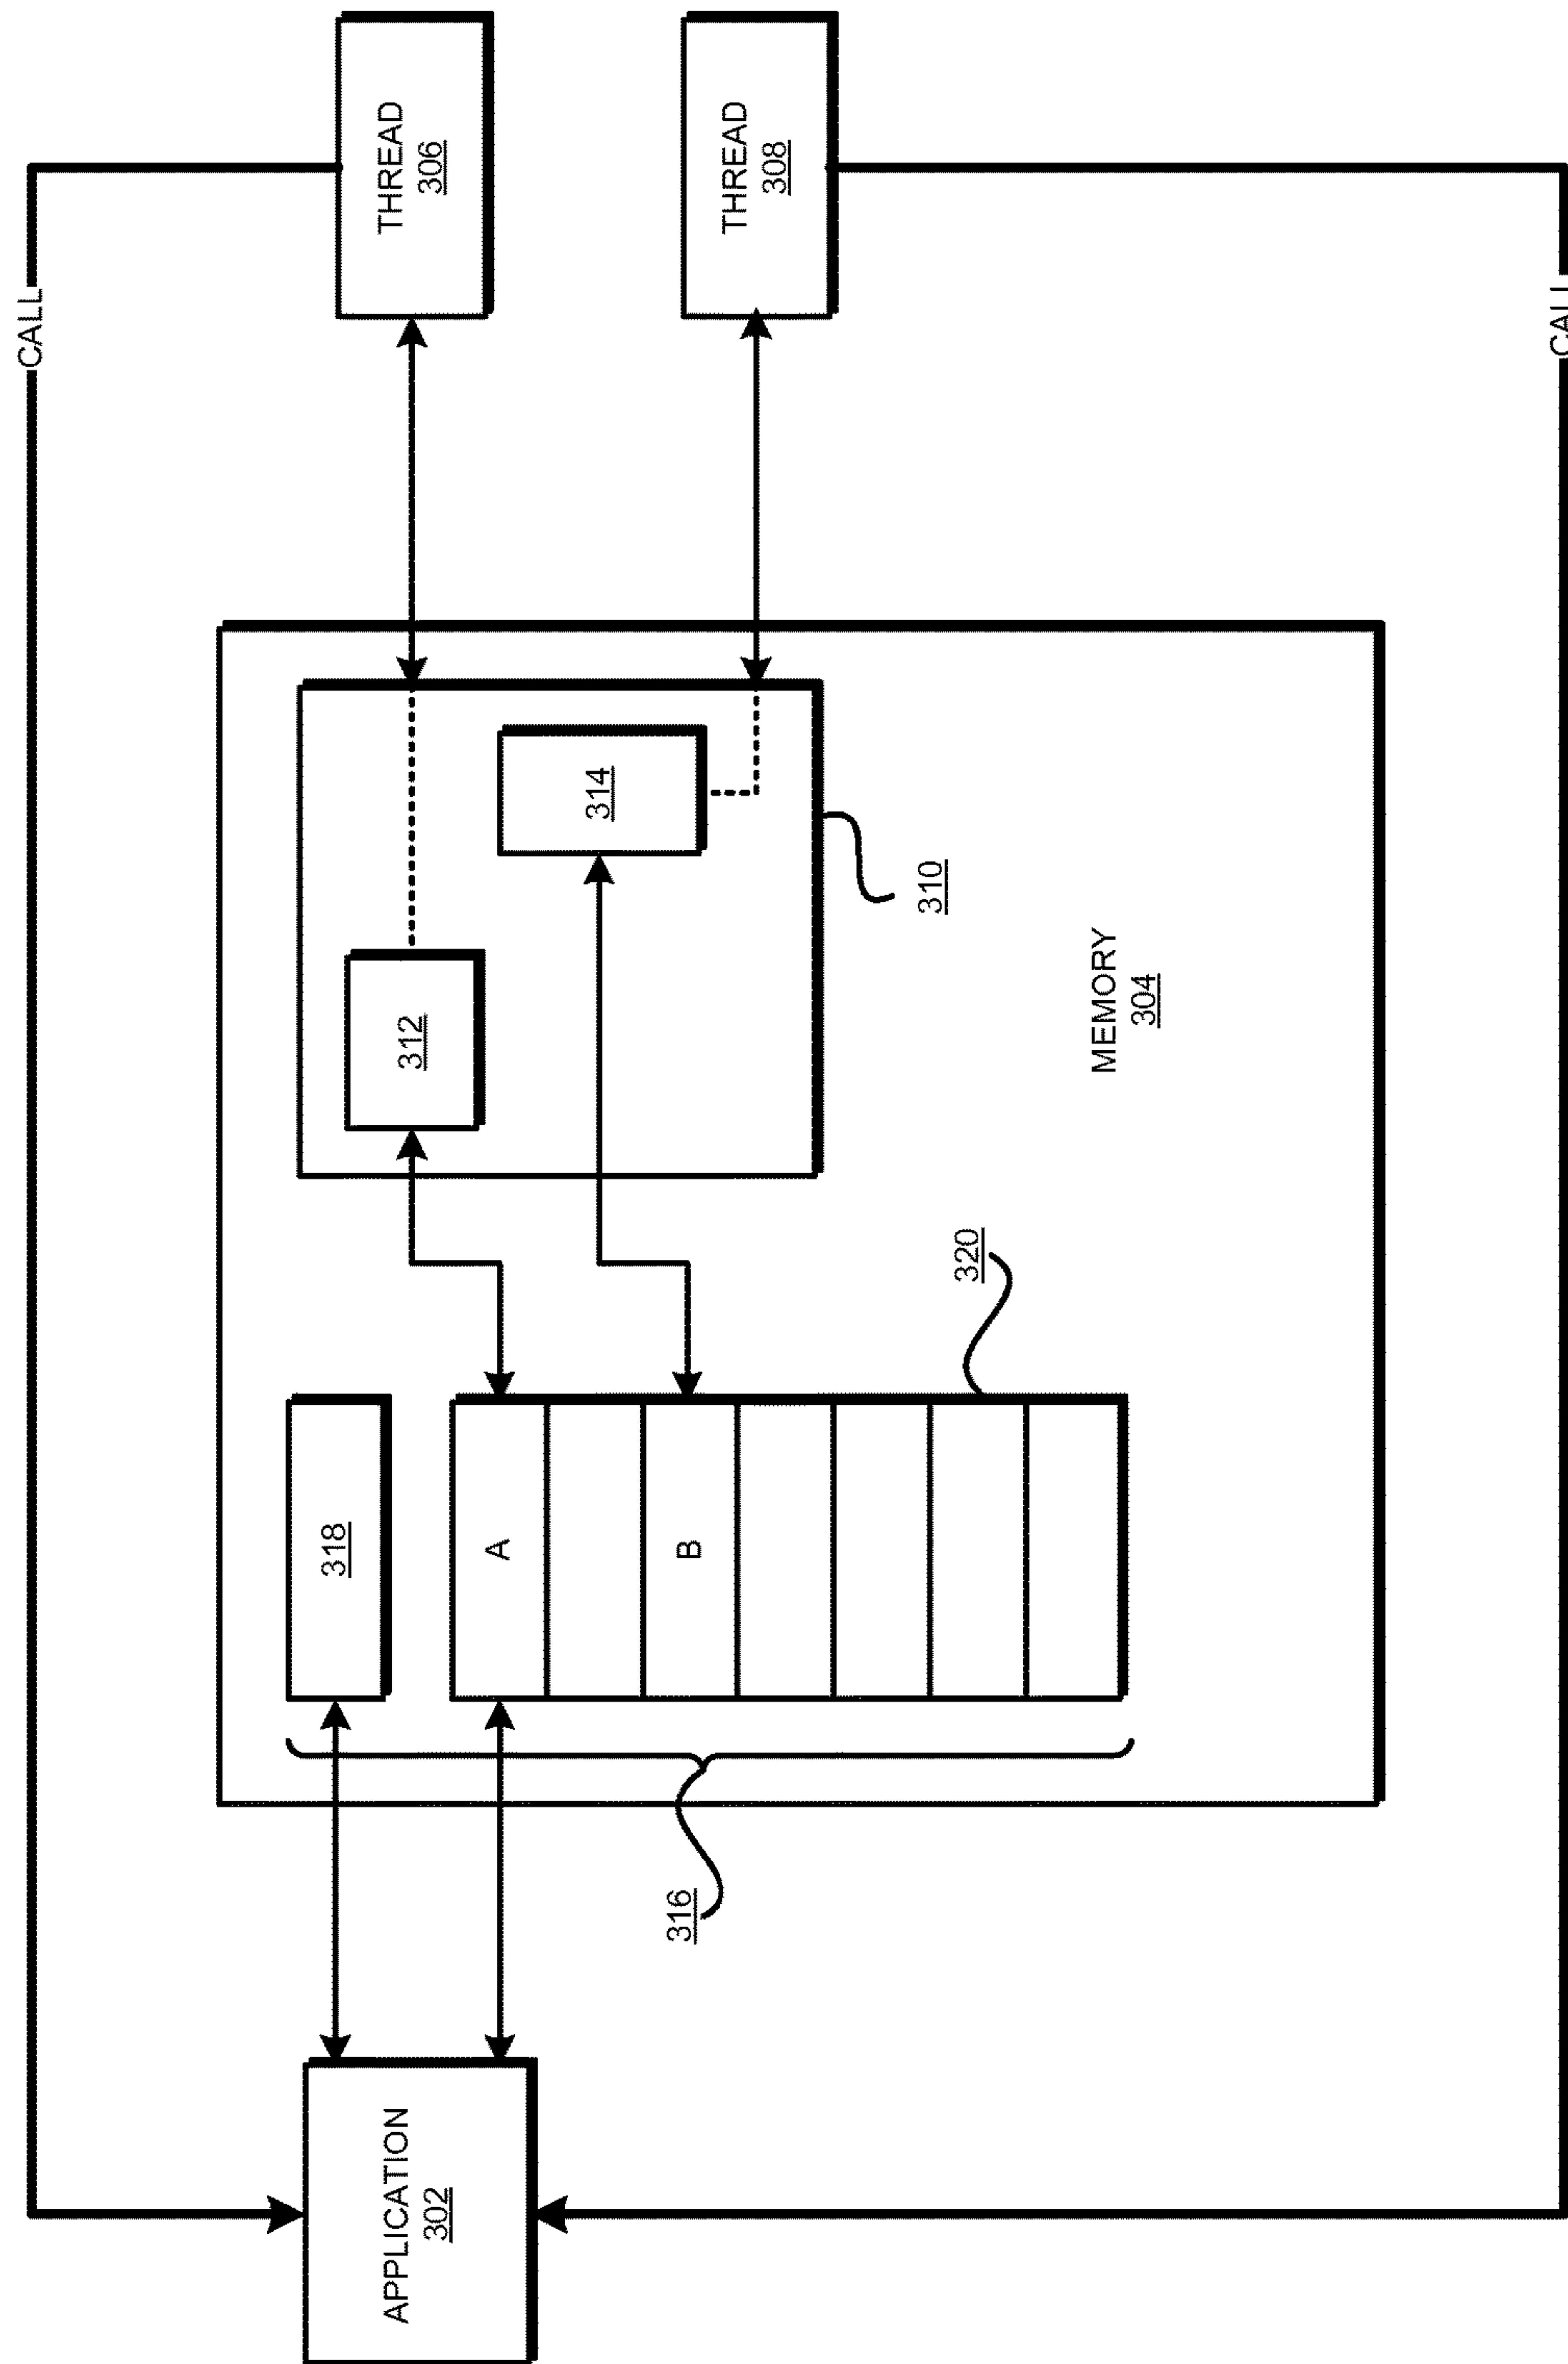 CALL
APPLICATION
302
318
A
B
316
320
312
314
310
MEMORY
304
THREAD
306
THREAD
308
CALL